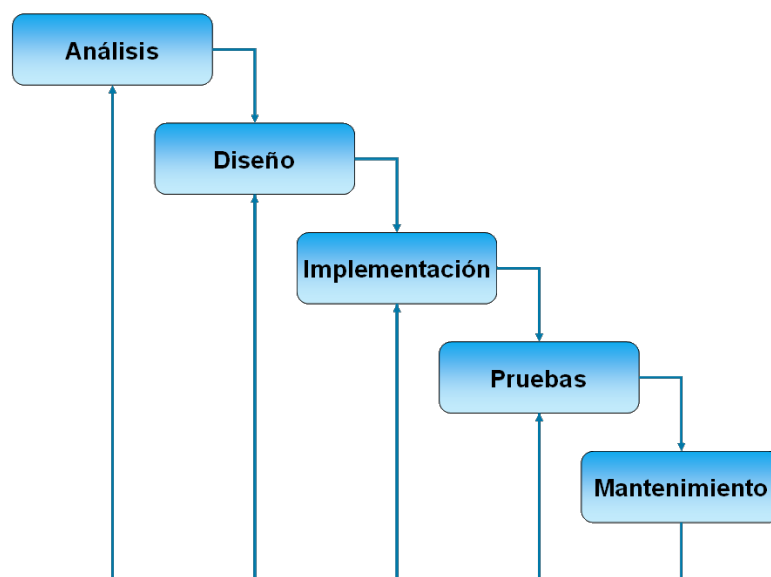 Análisis
Diseño
Implementación
Pruebas
Mantenimiento